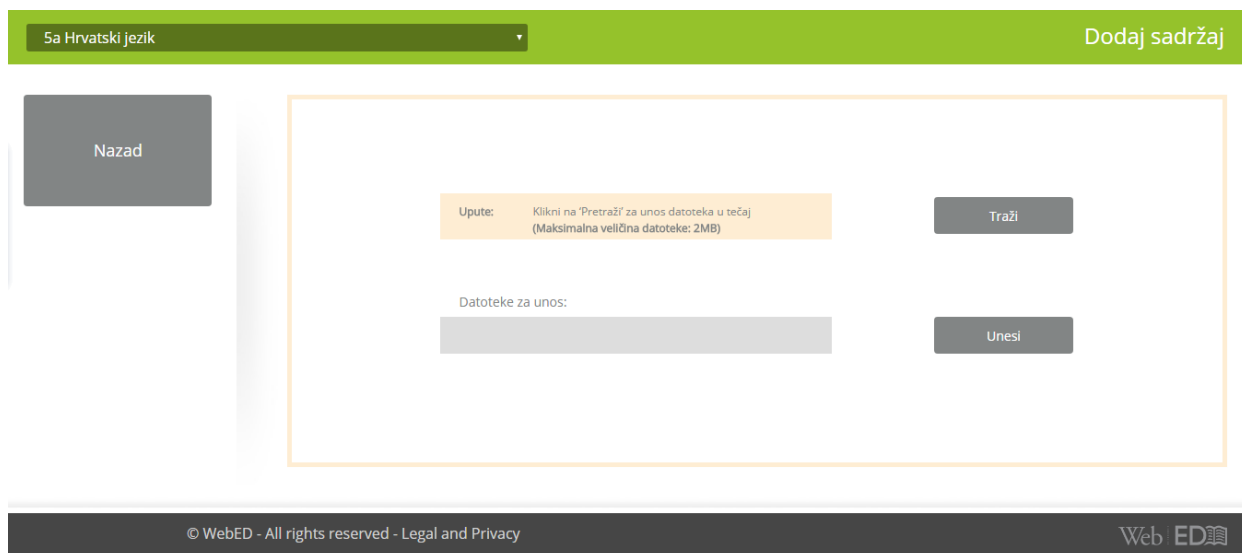 5a Hrvatski jezik
Dodaj sadržaj
Nazad
Upute: Klikni na 'Pretraži' za unos datoteka u tečaj
(Maksimalna veličina datoteke: 2MB)
Traži
Datoteke za unos:
Unesi
© WebED - All rights reserved - Legal and Privacy
Web ED